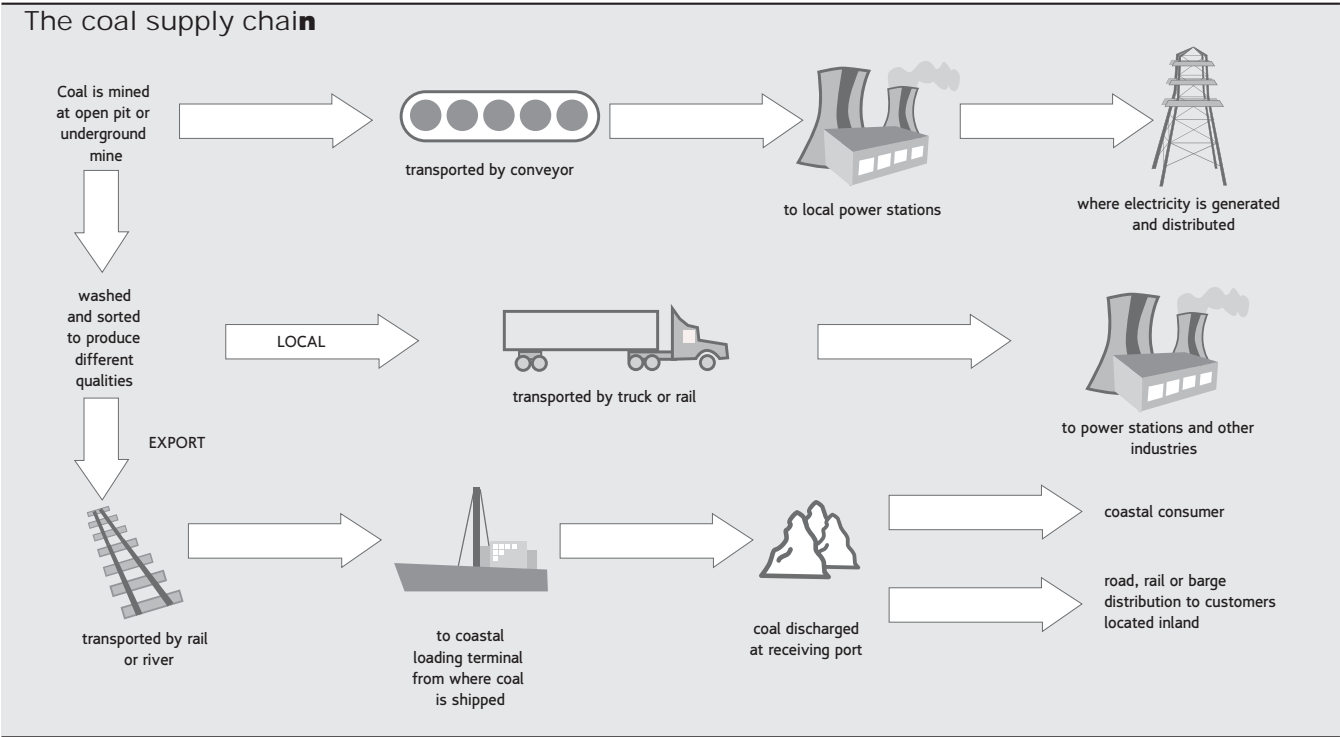 The coal supply chain
Coal is mined
at open pit or
underground
mine
transported by conveyor
to local power stations
where electricity is generated
and distributed
washed
and sorted
to produce
different
qualities
LOCAL
transported by truck or rail
to power stations and other
industries
EXPORT
transported by rail
or river
to coastal
loading terminal
from where coal
is shipped
coal discharged
at receiving port
coastal consumer
road, rail or barge
distribution to customers
located inland